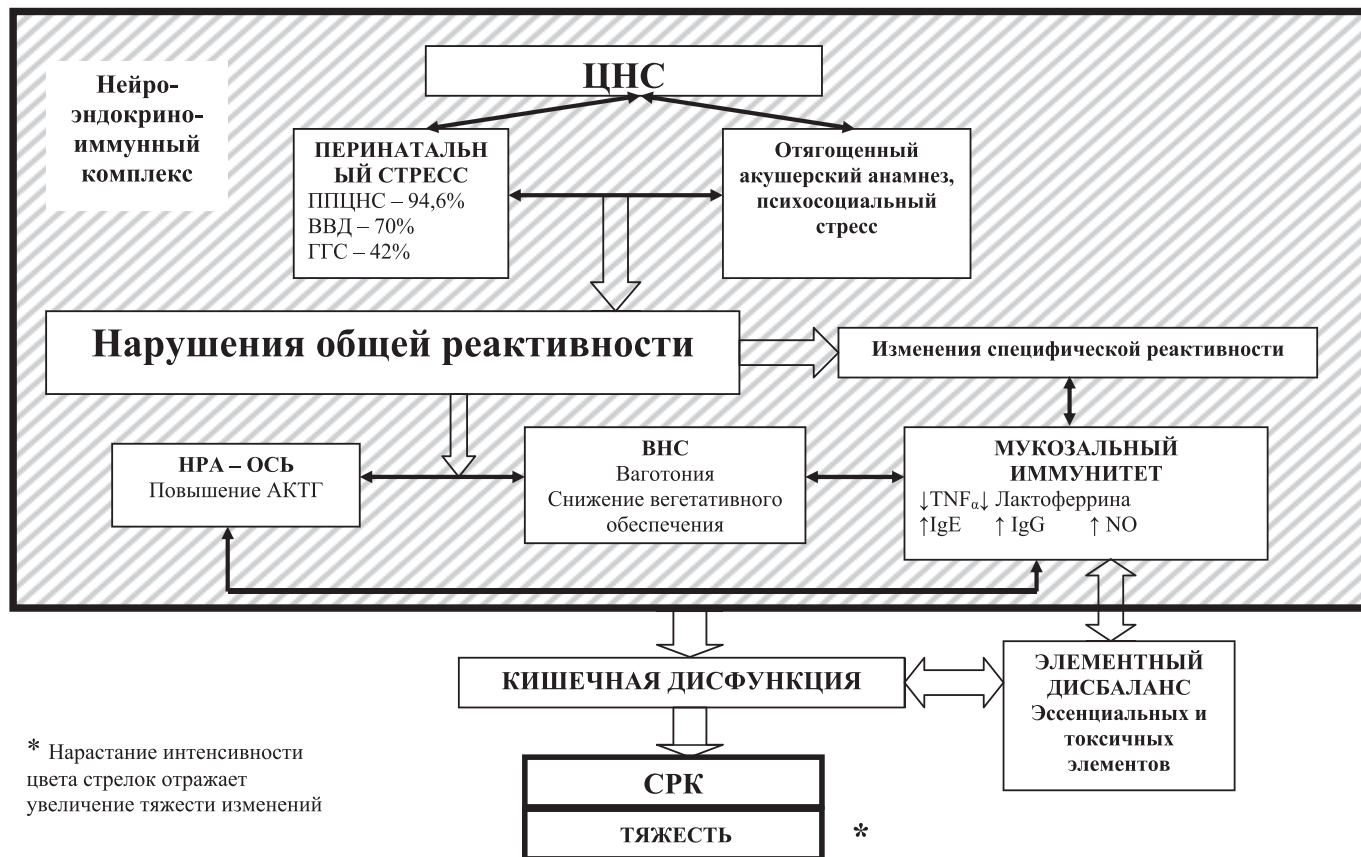 ЦНС
Нейро-
эндокрино-
иммунный
комплекс
ПЕРИНАТАЛЬН
ЫЙ СТРЕСС
ППЦНС – 94,6%
ВВД – 70%
ГГС – 42%
Отягощенный
акушерский анамнез,
психосоциальный
стресс
Нарушения общей реактивности
Изменения специфической реактивности
НРА – ОСЬ
Повышение АКТГ
ВНС
Ваготония
Снижение вегетативного
обеспечения
МУКОЗАЛЬНЫЙ
ИММУНИТЕТ
↓TNFα↓ Лактоферрина
↑IgE ↑ IgG ↑ NO
КИШЕЧНАЯ ДИСФУНКЦИЯ
ЭЛЕМЕНТНЫЙ
ДИСБАЛАНС
Эссенциальных и
токсичных
элементов
* Нарастание интенсивности
цвета стрелок отражает
увеличение тяжести изменений
СРК
ТЯЖЕСТЬ *